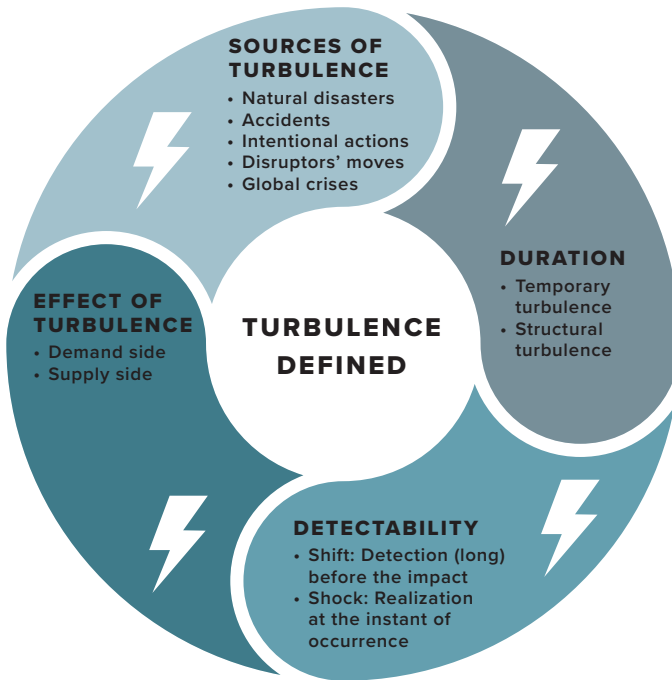 SOURCES OF
TURBULENCE
• Natural disasters
• Accidents
• Intentional actions
• Disruptors’ moves
• Global crises
DURATION
• Temporary
turbulence
• Structural
turbulence
DETECTABILITY
• Shift: Detection (long)
before the impact
• Shock: Realization
at the instant of
occurrence
EFFECT OF
TURBULENCE
• Demand side
• Supply side
TURBULENCE
DEFINED